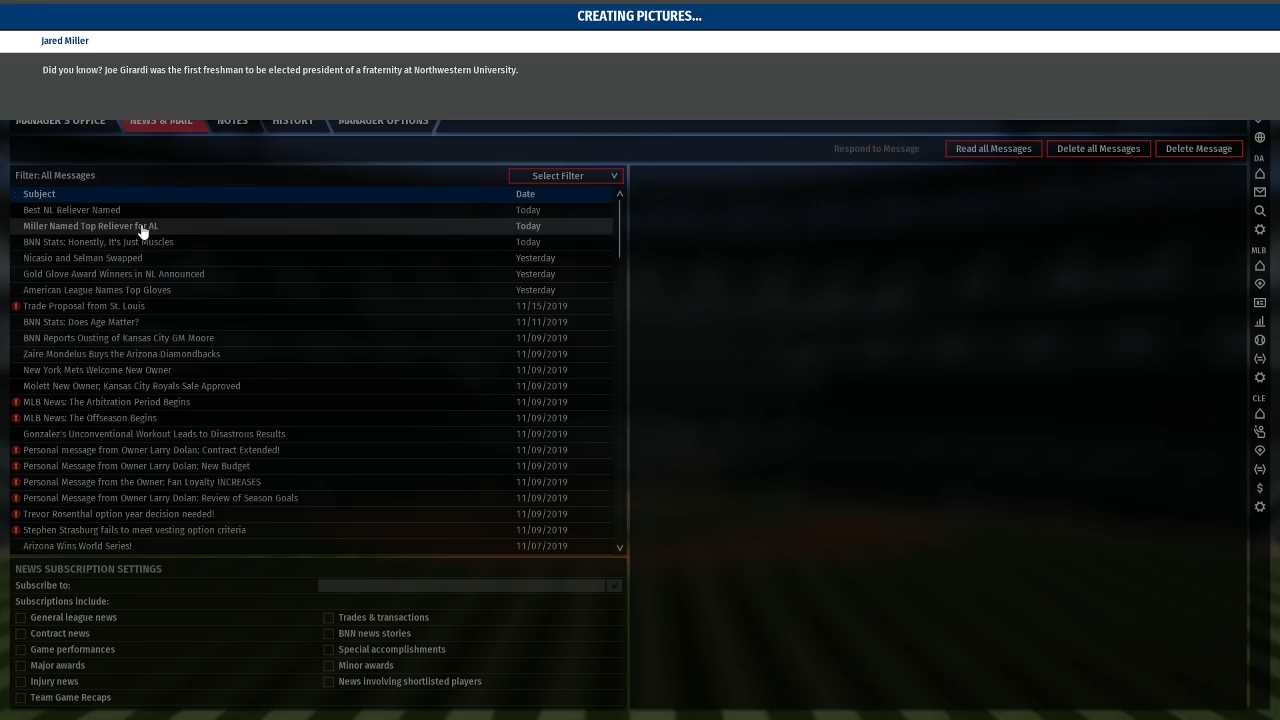 CREATING PICTURES...
Jared Miller
Did you know? Joe Girardi was the first freshman to be elected president of a fraternity at Northwestern University.
MANAGER'S OFFICE NEWS & MAIL NOTES HISTORY MANAGER OPTIONS
Respond to Message Read all Messages Delete all Messages Delete Message
Filter: All Messages Select Filter
Subject Date
Best NL Reliever Named Today
Miller Named Top Reliever for AL Today
BNN Stats: Honestly, It's Just Muscles Today
Nicasio and Selman Swapped Yesterday
Gold Glove Award Winners in NL Announced Yesterday
American League Names Top Gloves Yesterday
Trade Proposal from St. Louis 11/15/2019
BNN Stats: Does Age Matter? 11/11/2019
BNN Reports Ousting of Kansas City GM Moore 11/09/2019
Zaire Mondelus Buys the Arizona Diamondbacks 11/09/2019
New York Mets Welcome New Owner 11/09/2019
Molett New Owner; Kansas City Royals Sale Approved 11/09/2019
MLB News: The Arbitration Period Begins 11/09/2019
MLB News: The Offseason Begins 11/09/2019
Gonzalez's Unconventional Workout Leads to Disastrous Results 11/09/2019
Personal message from Owner Larry Dolan: Contract Extended! 11/09/2019
Personal Message from Owner Larry Dolan: New Budget 11/09/2019
Personal Message from the Owner: Fan Loyalty INCREASES 11/09/2019
Personal Message from Owner Larry Dolan: Review of Season Goals 11/09/2019
Trevor Rosenthal option year decision needed! 11/09/2019
Stephen Strasburg fails to meet vesting option criteria 11/09/2019
Arizona Wins World Series! 11/07/2019
NEWS SUBSCRIPTION SETTINGS
Subscribe to:
Subscriptions include:
General league news Trades & transactions
Contract news BNN news stories
Game performances Special accomplishments
Major awards Minor awards
Injury news News involving shortlisted players
Team Game Recaps
DA
MLB
CLE